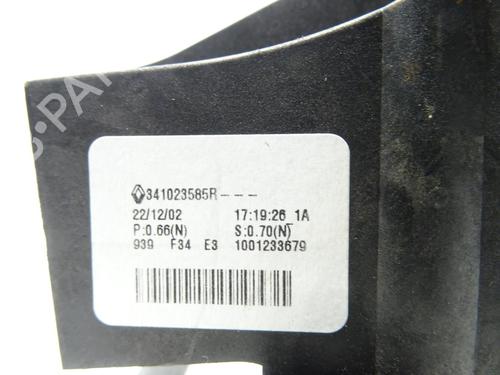 341023585R---
22/12/02 17:19:26 1A
P:0.66(N) S:0.70(N)
939 F34 E3 1001233679